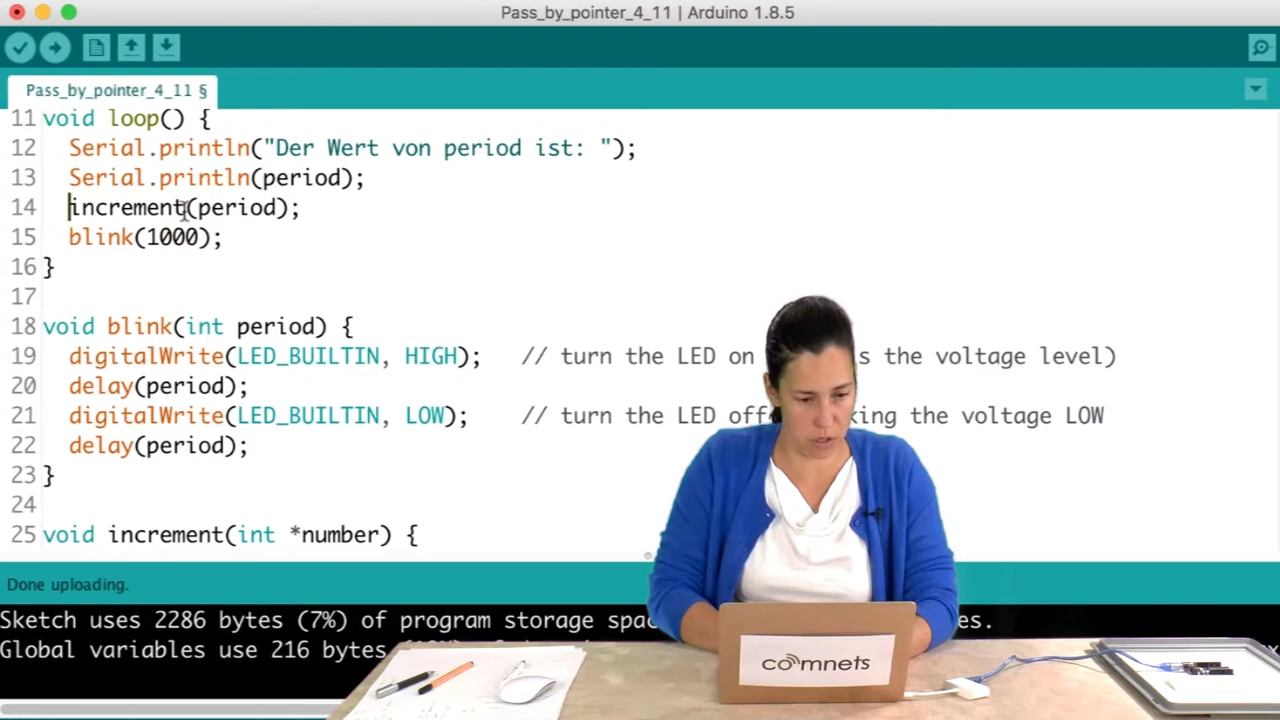 Pass_by_pointer_4_11 | Arduino 1.8.5
Pass_by_pointer_4_11 §
11 void loop() {
12 Serial.println("Der Wert von period ist: ");
13 Serial.println(period);
14 increment(period);
15 blink(1000);
16 }
17
18 void blink(int period) {
19 digitalWrite(LED_BUILTIN, HIGH); // turn the LED on s the voltage level)
20 delay(period);
21 digitalWrite(LED_BUILTIN, LOW); // turn the LED off king the voltage LOW
22 delay(period);
23 }
24
25 void increment(int *number) {
Done uploading.
Sketch uses 2286 bytes (7%) of program storage spac es.
Global variables use 216 bytes
comnets